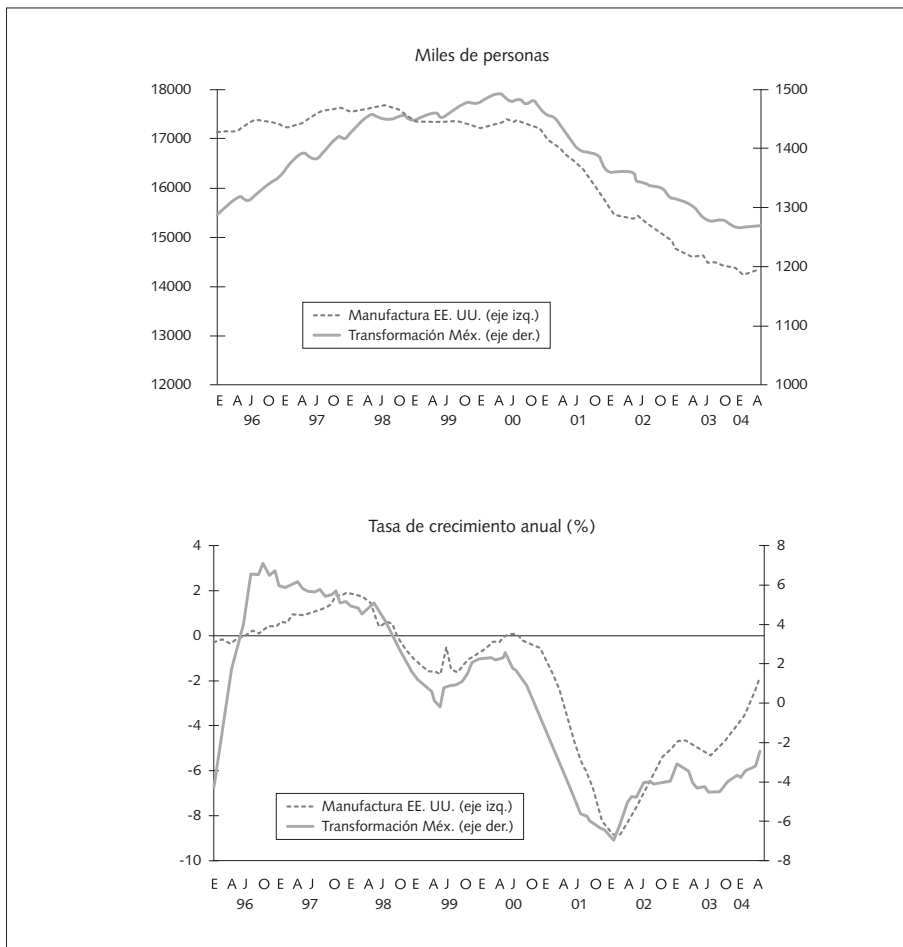 Miles de personas
18000 1500
17000 1400
16000 1300
15000
14000 1200
13000 1100
12000 1000
Manufactura EE. UU. (eje izq.)
Transformación Méx. (eje der.)
E A J O E A J O E A J O E A J O E A J O E A J O E A J O E A J O E A
96 97 98 99 00 01 02 03 04
Tasa de crecimiento anual (%)
4 8
2 6
0 4
-2 2
-4 0
-6 -2
-8 -4
-10 -6
-8
Manufactura EE. UU. (eje izq.)
Transformación Méx. (eje der.)
E A J O E A J O E A J O E A J O E A J O E A J O E A J O E A J O E A
96 97 98 99 00 01 02 03 04